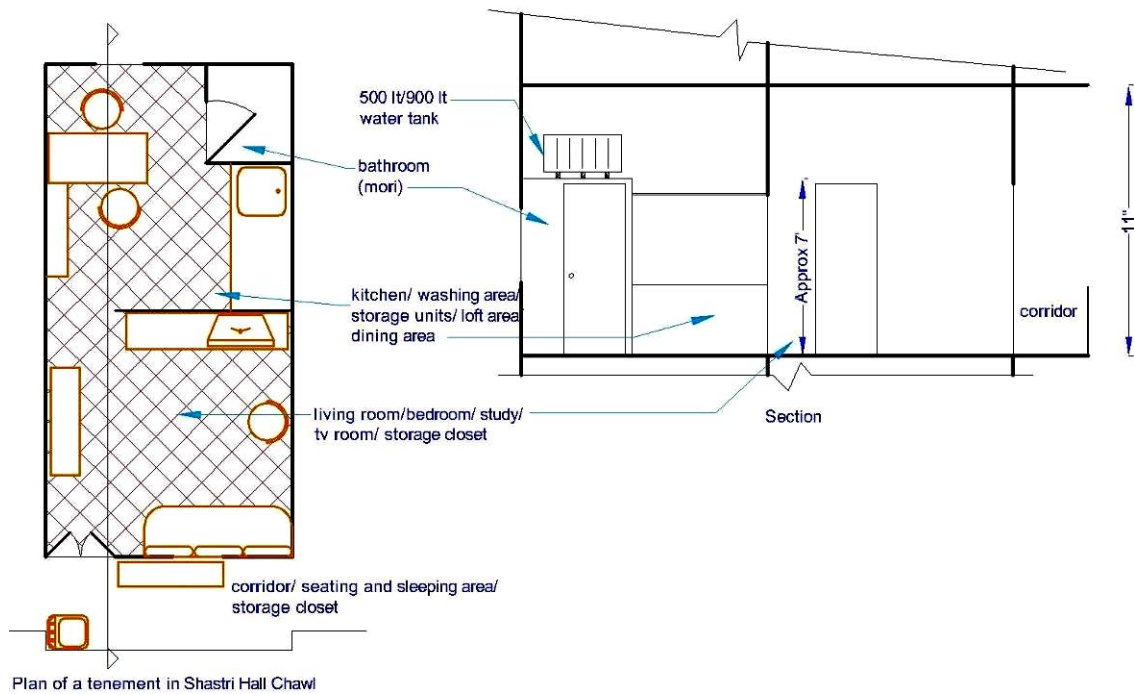 500 lt/900 lt
water tank
bathroom
(mori)
kitchen/ washing area/
storage units/ loft area
dining area
living room/bedroom/ study/
tv room/ storage closet
corridor/ seating and sleeping area/
storage closet
Plan of a tenement in Shastri Hall Chawl
Approx 7'
corridor
11"
Section